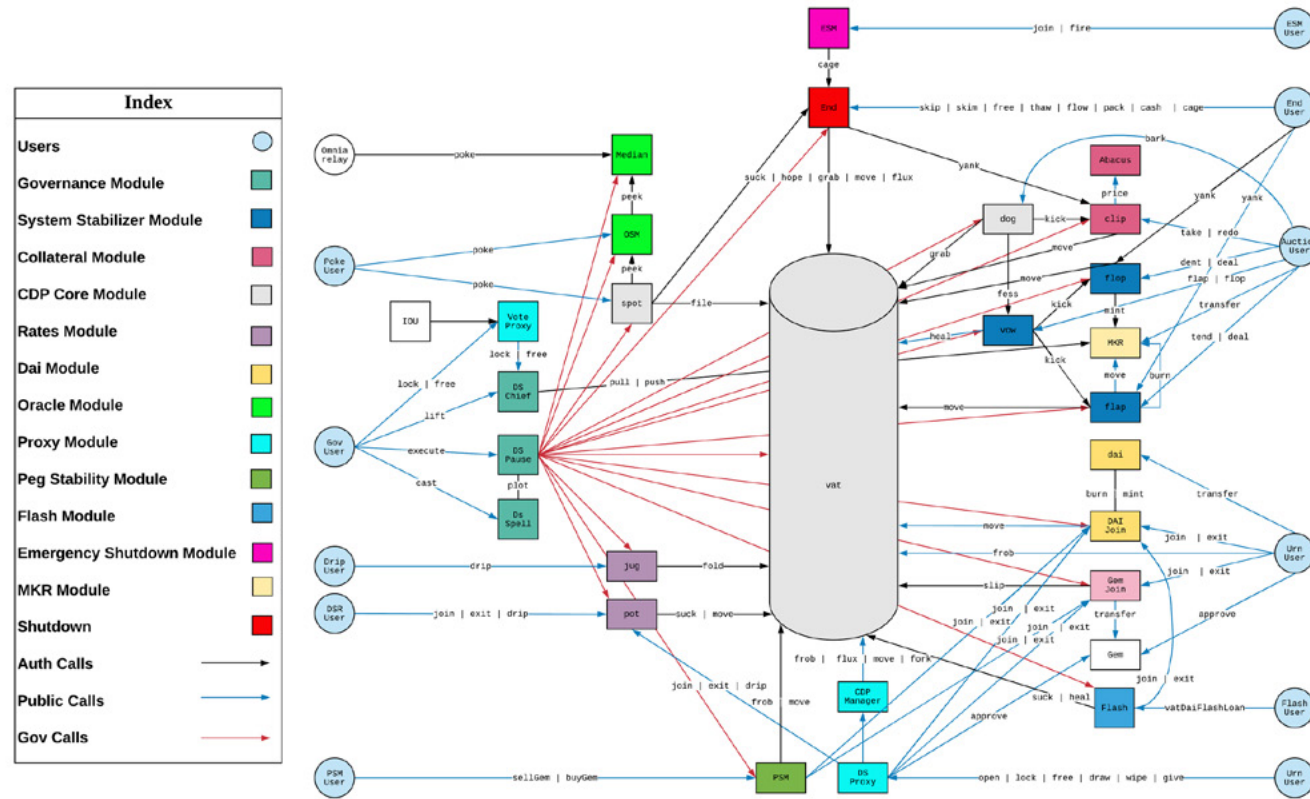 Index
Users
Governance Module
System Stabilizer Module
Collateral Module
CDP Core Module
Rates Module
Dai Module
Oracle Module
Proxy Module
Peg Stability Module
Flash Module
Emergency Shutdown Module
MKR Module
Shutdown
Auth Calls
Public Calls
Gov Calls
ESM
join | fire
ESM
User
cage
End
skip | skim | free | thaw | flow | pack | cash | cage
End
User
Omnia
relay
poke
Median
suck | hope | grab | move | flux
yank
bark
Abacus
price
yank
yank
peek
OSM
dog
kick
clip
take | redo
Auction
User
Poke
User
poke
poke
peek
spot
file
grab
move
move
fess
flop
dent | deal
flap | flop
kick
mint
transfer
IOU
Vote
Proxy
heal
vow
MKR
tend | deal
lock | free
kick
move
burn
lock | free
DS
Chief
pull | push
lift
move
flap
Gov
User
execute
DS
Pause
plot
cast
Ds
Spell
vat
dai
burn | mint
transfer
move
DAI
Join
join | exit
frob
Urn
User
Drip
User
drip
jug
fold
slip
Gem
Join
join | exit
DSR
User
join | exit | drip
pot
suck | move
transfer
join | exit
join | exit
join | exit
join | exit
approve
Gem
frob | flux | move | fork
join | exit
join | exit | drip
frob | move
CDP
Manager
suck | heal
approve
Flash
vatDaiFlashLoan
Flash
User
PSM
User
sellGem | buyGem
PSM
DS
Proxy
open | lock | free | draw | wipe | give
Urn
User